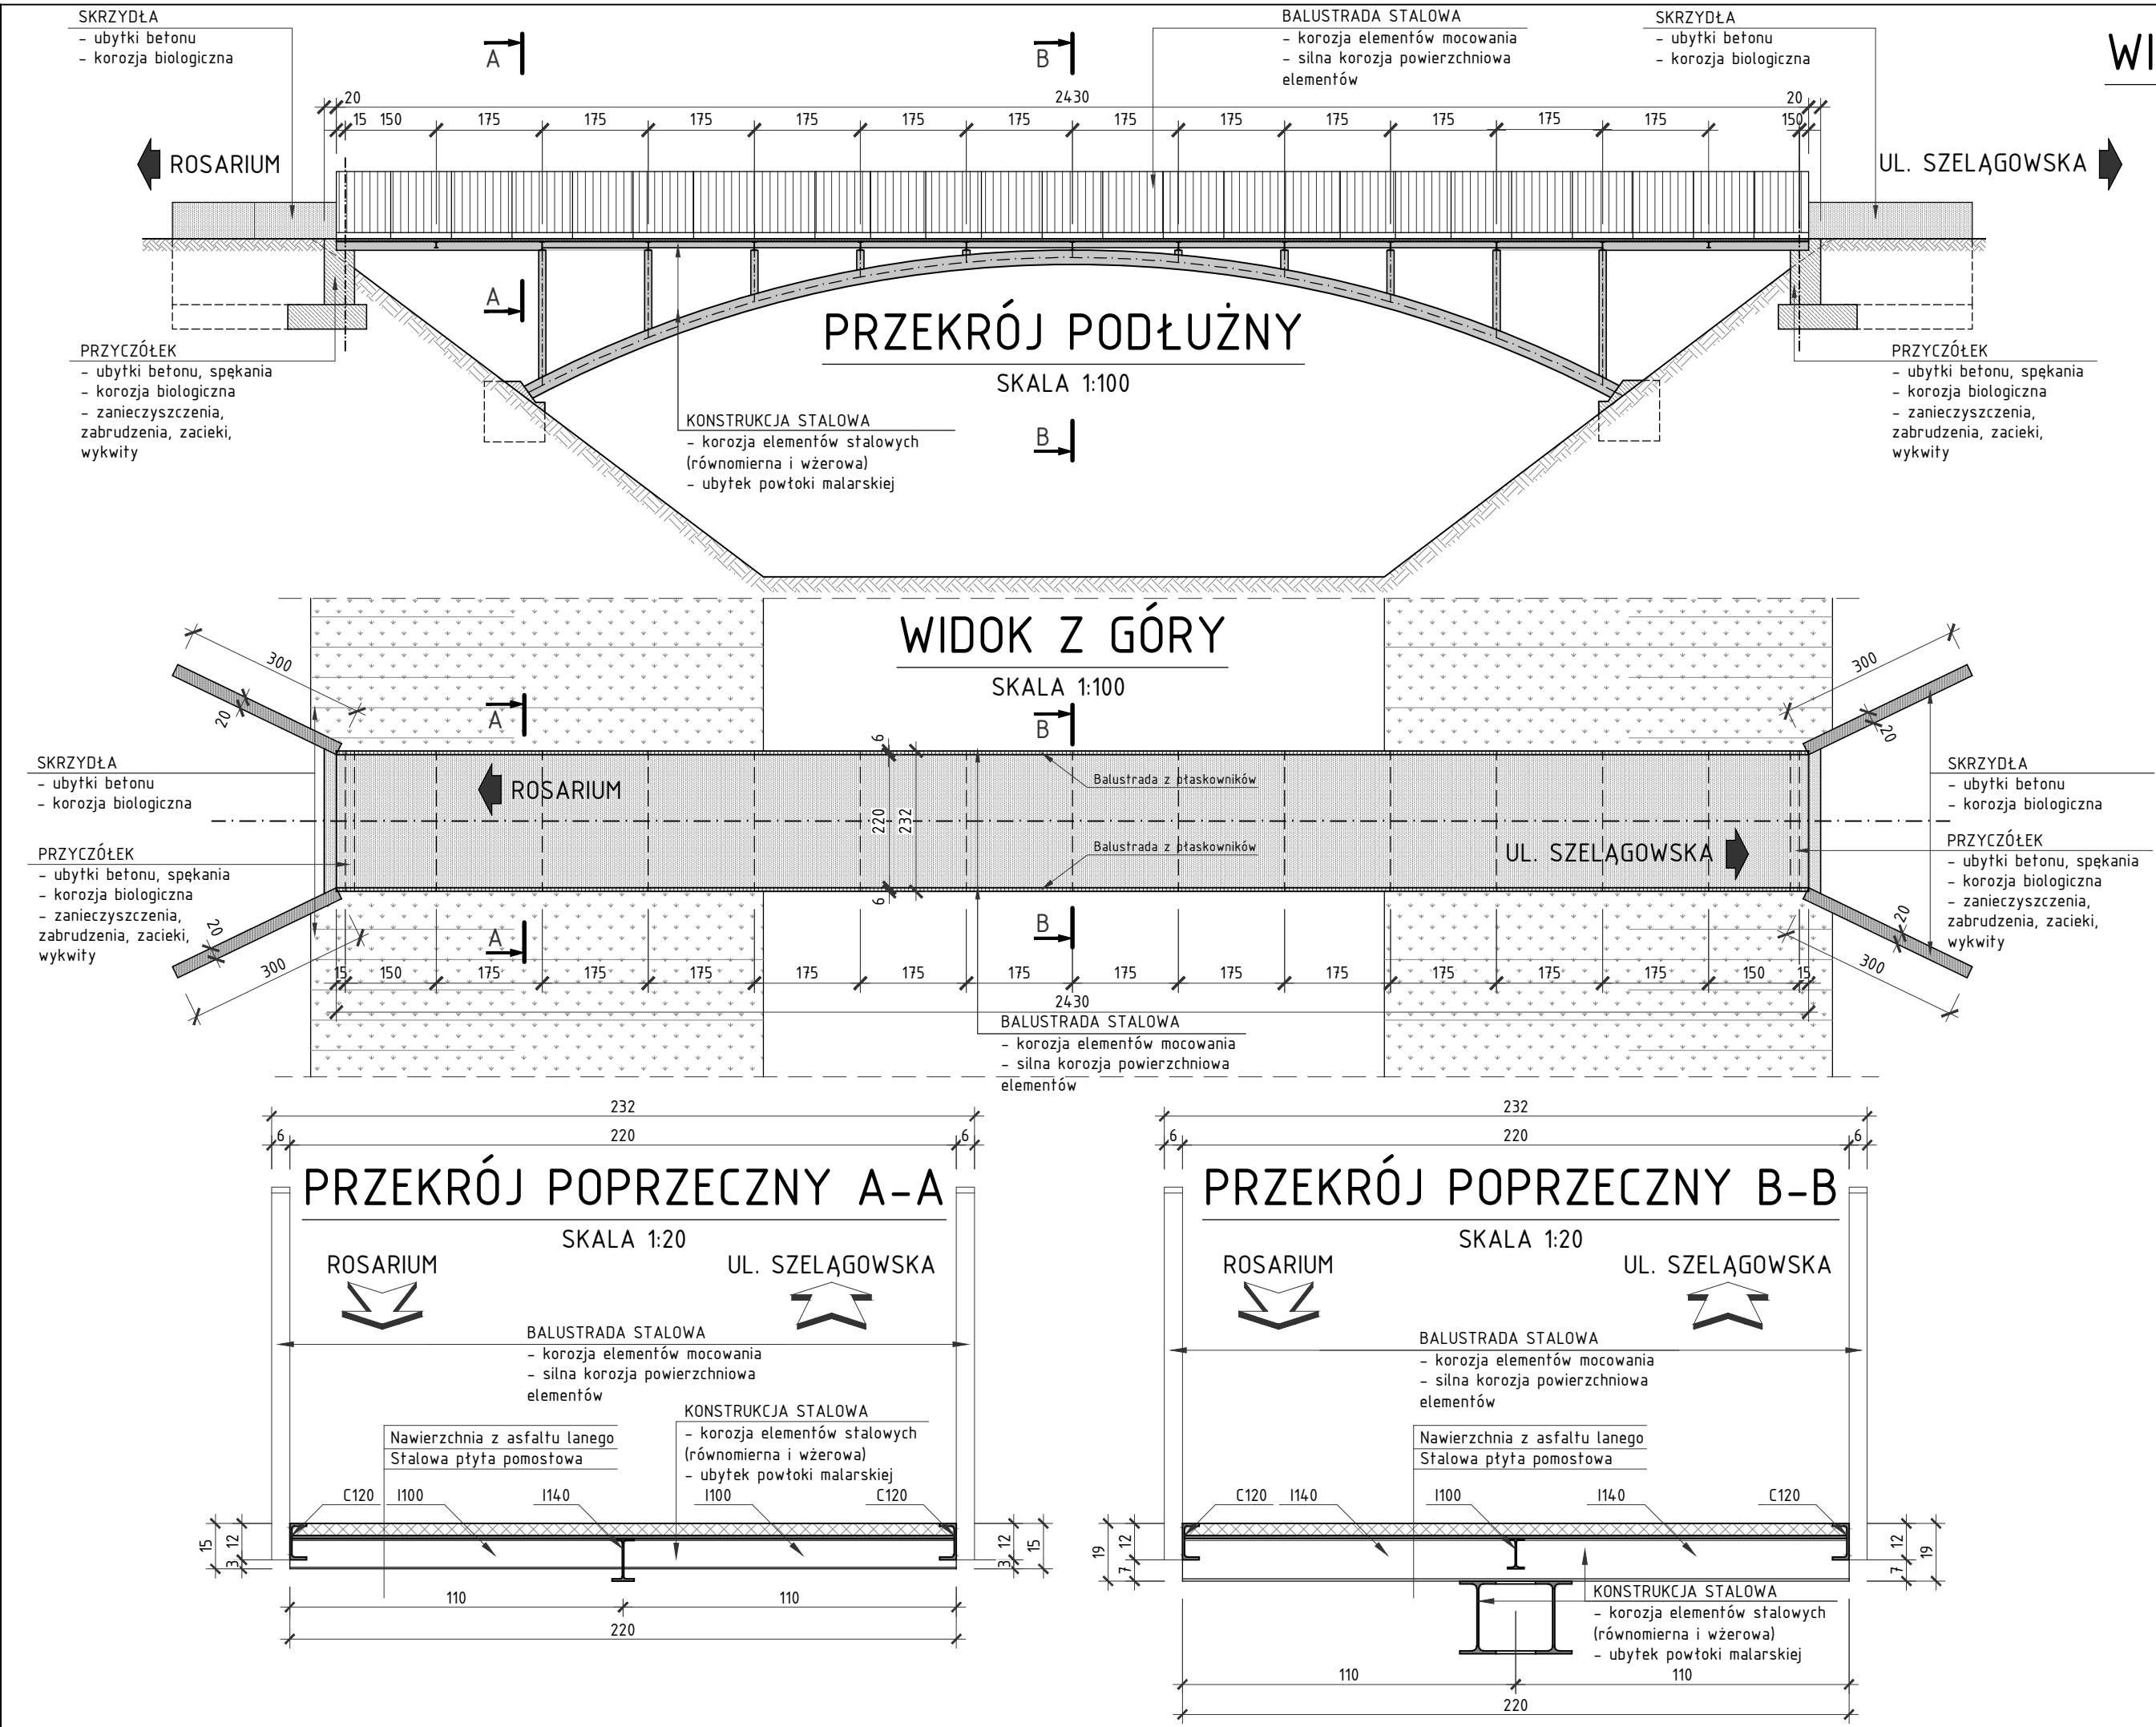 SKRZYDŁA
- ubytki betonu
- korozja biologiczna
A
B
BALUSTRADA STALOWA
- korozja elementów mocowania
- silna korozja powierzchniowa
elementów
SKRZYDŁA
- ubytki betonu
- korozja biologiczna
WI
20
2430
20
15 150 175 175 175 175 175 175 175 175 175 175 175 175 150
ROSARIUM
UL. SZELĄGOWSKA
A
PRZEKRÓJ PODŁUŻNY
SKALA 1:100
PRZYCZÓŁEK
- ubytki betonu, spękania
- korozja biologiczna
- zanieczyszczenia,
zabrudzenia, zacieki,
wykwity
KONSTRUKCJA STALOWA
- korozja elementów stalowych
(równomierna i wżerowa)
- ubytek powłoki malarskiej
B
PRZYCZÓŁEK
- ubytki betonu, spękania
- korozja biologiczna
- zanieczyszczenia,
zabrudzenia, zacieki,
wykwity
WIDOK Z GÓRY
SKALA 1:100
300
20
300
20
A
B
6
220
232
6
SKRZYDŁA
- ubytki betonu
- korozja biologiczna
ROSARIUM
Balustrada z płaskowników
Balustrada z płaskowników
UL. SZELĄGOWSKA
SKRZYDŁA
- ubytki betonu
- korozja biologiczna
PRZYCZÓŁEK
- ubytki betonu, spękania
- korozja biologiczna
- zanieczyszczenia,
zabrudzenia, zacieki,
wykwity
PRZYCZÓŁEK
- ubytki betonu, spękania
- korozja biologiczna
- zanieczyszczenia,
zabrudzenia, zacieki,
wykwity
20
300
A
B
20
300
15 150 175 175 175 175 175 175 175 175 175 175 175 175 150 15
2430
BALUSTRADA STALOWA
- korozja elementów mocowania
- silna korozja powierzchniowa
elementów
232
6 220 6
PRZEKRÓJ POPRZECZNY A-A
SKALA 1:20
ROSARIUM
UL. SZELĄGOWSKA
BALUSTRADA STALOWA
- korozja elementów mocowania
- silna korozja powierzchniowa
elementów
KONSTRUKCJA STALOWA
- korozja elementów stalowych
(równomierna i wżerowa)
- ubytek powłoki malarskiej
Nawierzchnia z asfaltu lanego
Stalowa płyta pomostowa
C120 I100 I140 I100 C120
15 12 3
3 12 15
110 110
220
232
6 220 6
PRZEKRÓJ POPRZECZNY B-B
SKALA 1:20
ROSARIUM
UL. SZELĄGOWSKA
BALUSTRADA STALOWA
- korozja elementów mocowania
- silna korozja powierzchniowa
elementów
Nawierzchnia z asfaltu lanego
Stalowa płyta pomostowa
C120 I140 I100 I140 C120
19 12 7
7 12 19
KONSTRUKCJA STALOWA
- korozja elementów stalowych
(równomierna i wżerowa)
- ubytek powłoki malarskiej
110 110
220